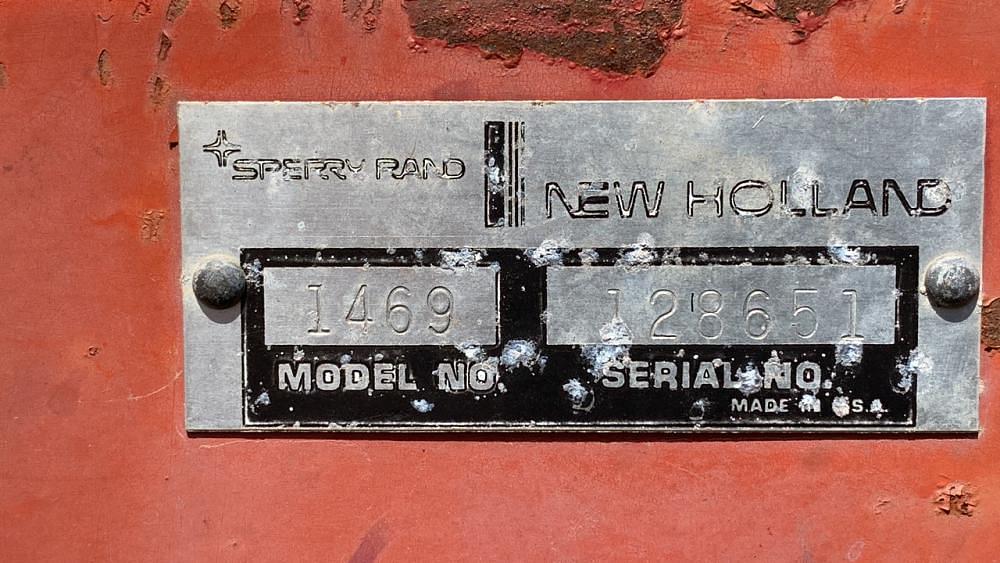 SPERRY RAND
NEW HOLLAND
1469 128651
MODEL NO. SERIAL NO.
MADE IN U.S.A.